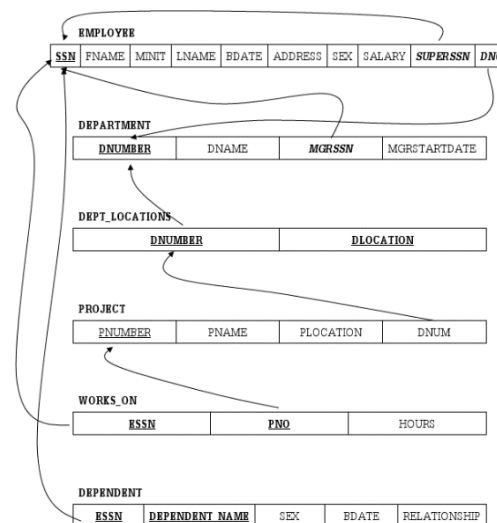 EMPLOYEE
SSN FNAME MINIT LNAME BDATE ADDRESS SEX SALARY SUPERSSN
DEPARTMENT
DNUMBER DNAME MGRSSN MGRSTARTDATE
DEPT_LOCATIONS
DNUMBER DLOCATION
PROJECT
PNUMBER PNAME PLOCATION DNUM
WORKS_ON
ESSN PNO HOURS
DEPENDENT
ESSN DEPENDENT_NAME SEX BDATE RELATIONSHIP